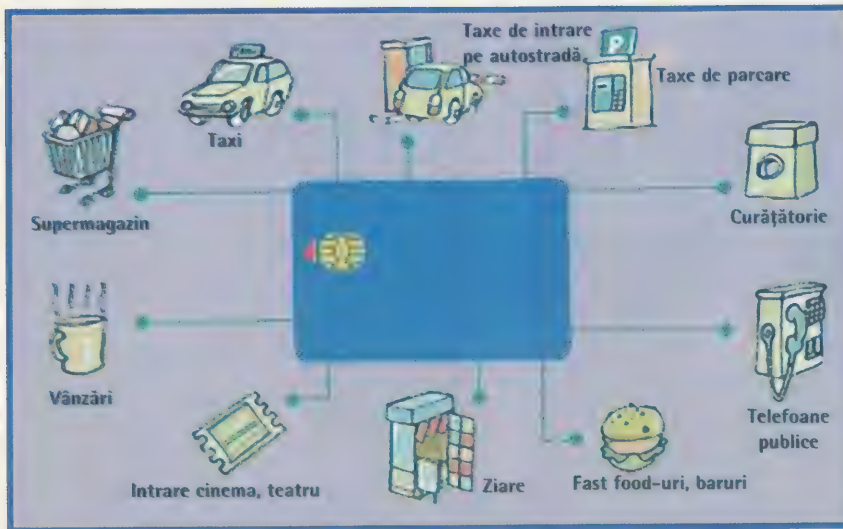 Taxe de intrare
pe autostradă
Taxe de parcare
P
Taxi
Supermagazin
Curățătorie
Vânzări
Telefoane
publice
Intrare cinema, teatru
Ziare
Fast food-uri, baruri